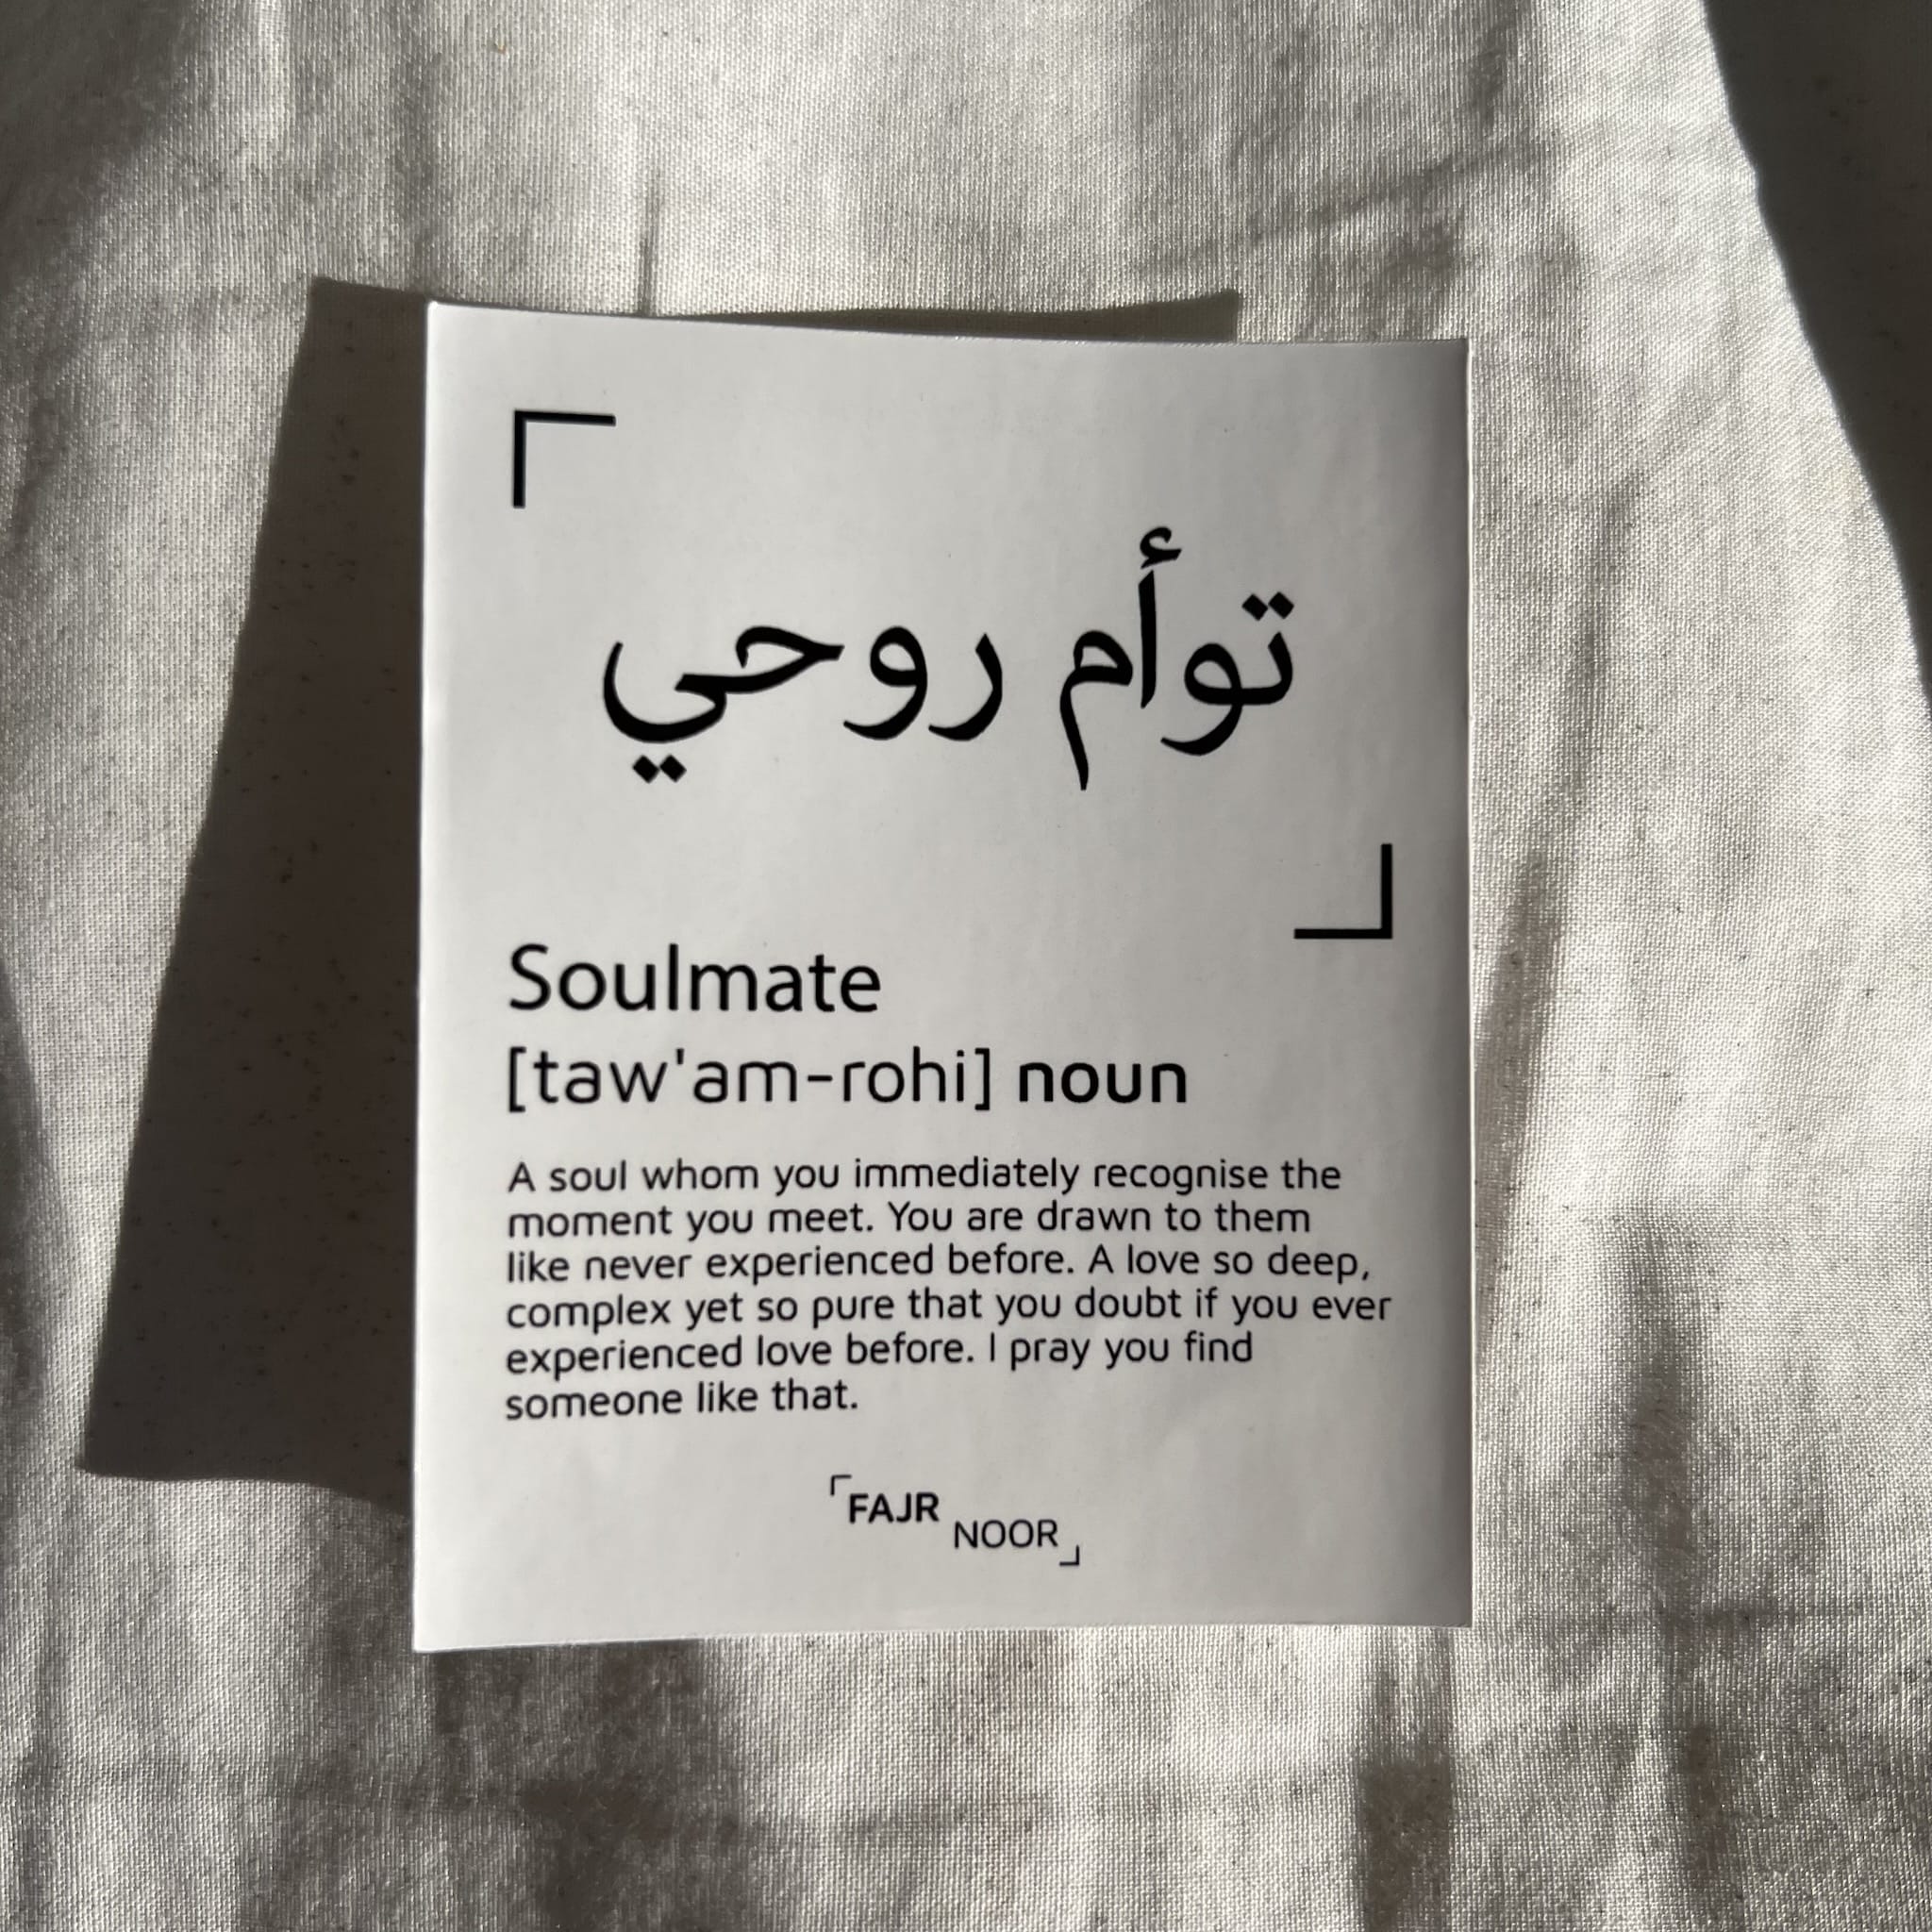 توأم روحي
Soulmate
[taw'am-rohi] noun
A soul whom you immediately recognise the
moment you meet. You are drawn to them
like never experienced before. A love so deep,
complex yet so pure that you doubt if you ever
experienced love before. I pray you find
someone like that.
FAJR
NOOR